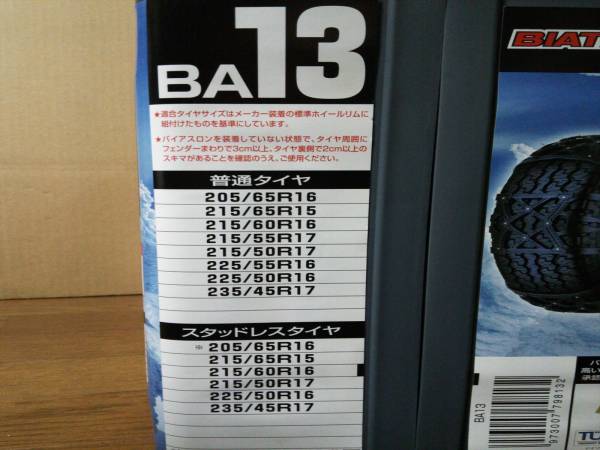 BA13
★適合タイヤサイズはメーカー装着の標準ホイールリムに
組付けたものを基準にしています。
★バイアスロンを装着していない状態で、タイヤ周囲に
フェンダーまわりで3cm以上、タイヤ裏側で2cm以上の
スキマがあることを確認のうえ、ご使用ください。
普通タイヤ
205/65R16
215/65R15
215/60R16
215/55R17
215/50R17
225/55R16
225/50R16
235/45R17
スタッドレスタイヤ
※205/65R16
215/65R15
215/60R16
215/50R17
225/50R16
235/45R17
BIAT
高い
承認
BA13
973007798132
TÜ